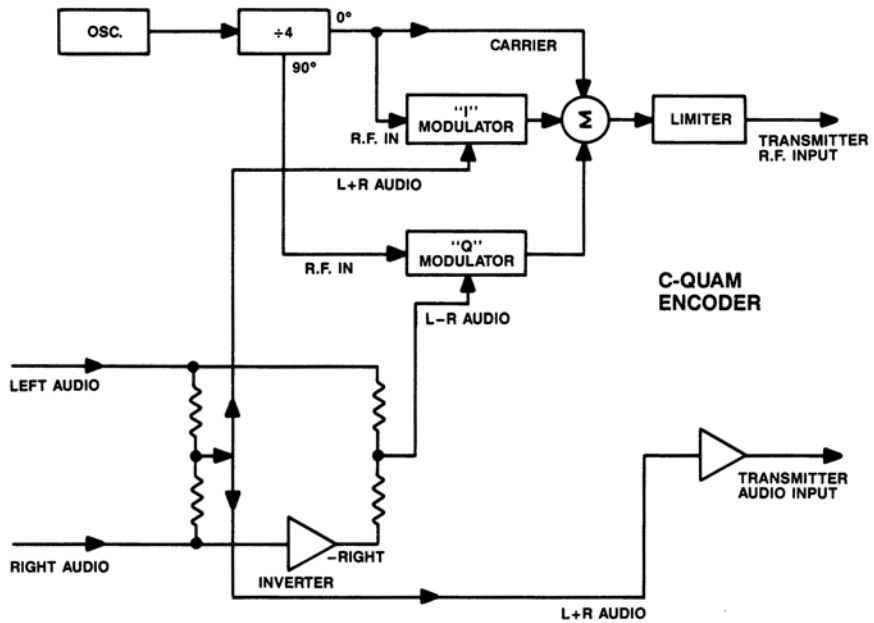 OSC.
÷4
0°
90°
CARRIER
"I"
MODULATOR
R.F. IN
Σ
LIMITER
TRANSMITTER
R.F. INPUT
L+R AUDIO
"Q"
MODULATOR
R.F. IN
L−R AUDIO
C-QUAM
ENCODER
LEFT AUDIO
RIGHT AUDIO
−RIGHT
INVERTER
TRANSMITTER
AUDIO INPUT
L+R AUDIO